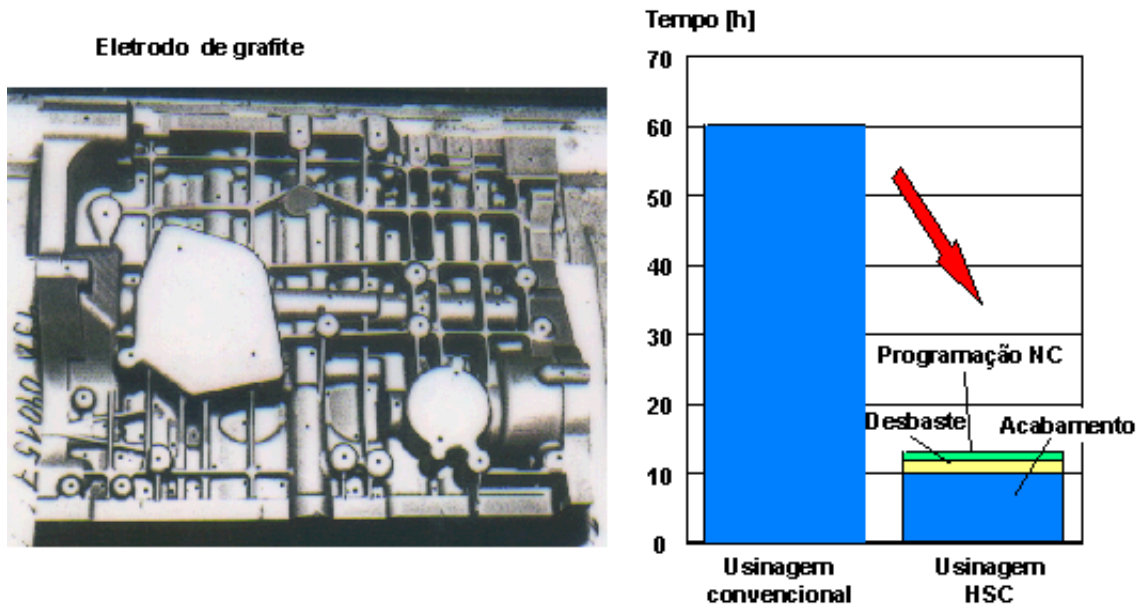 Eletrodo de grafite
Tempo [h]
70
60
50
40
30
20
10
0
Programação NC
Desbaste
Acabamento
Usinagem
convencional
Usinagem
HSC